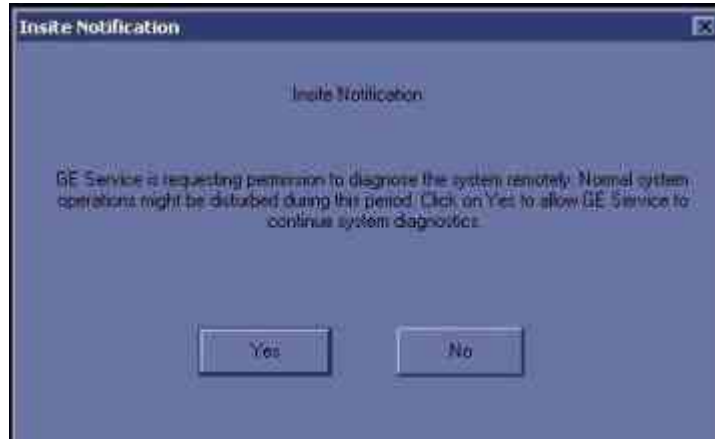 Insite Notification
Insite Notification
GE Service is requesting permission to diagnose the system remotely. Normal system
operations might be disturbed during this period. Click on Yes to allow GE Service to
continue system diagnostics.
Yes
No